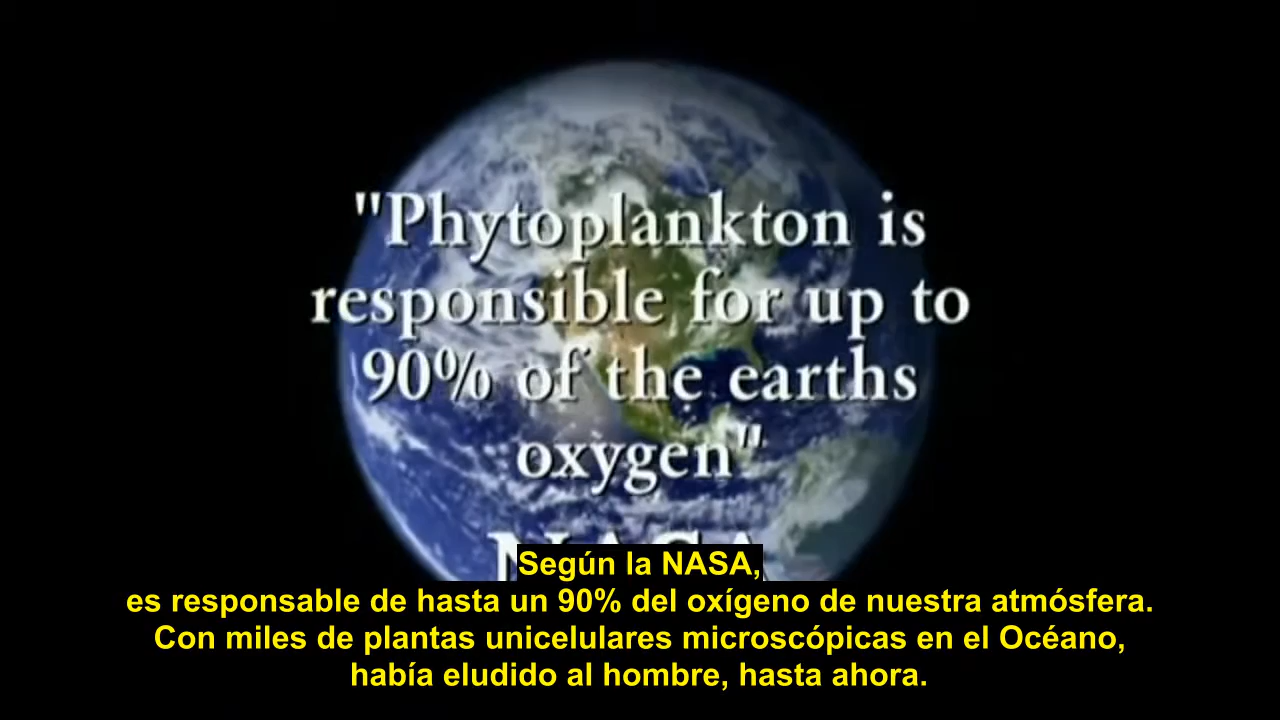 "Phytoplankton is
responsible for up to
90% of the earths
oxygen"
NASA
Según la NASA,
es responsable de hasta un 90% del oxígeno de nuestra atmósfera.
Con miles de plantas unicelulares microscópicas en el Océano,
había eludido al hombre, hasta ahora.